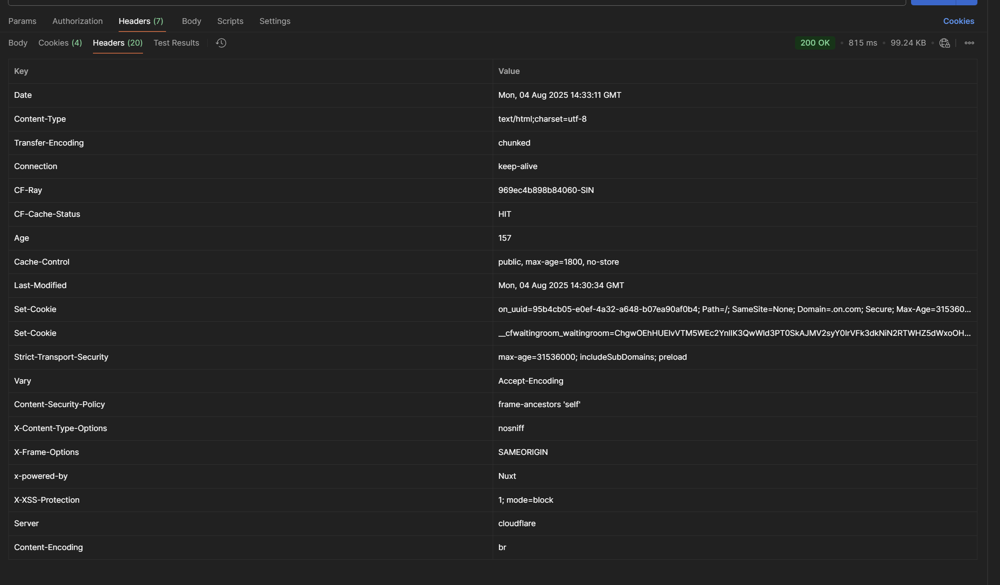 Params Authorization Headers (7) Body Scripts Settings Cookies
Body Cookies (4) Headers (20) Test Results 200 OK • 815 ms • 99.24 KB •
Key Value
Date Mon, 04 Aug 2025 14:33:11 GMT
Content-Type text/html;charset=utf-8
Transfer-Encoding chunked
Connection keep-alive
CF-Ray 969ec4b898b84060-SIN
CF-Cache-Status HIT
Age 157
Cache-Control public, max-age=1800, no-store
Last-Modified Mon, 04 Aug 2025 14:30:34 GMT
Set-Cookie on_uuid=95b4cb05-e0ef-4a32-a648-b07ea90af0b4; Path=/; SameSite=None; Domain=.on.com; Secure; Max-Age=315360...
Set-Cookie __cfwaitingroom_waitingroom=ChgwOEhHUElvVTM5WEc2YnllK3QwWld3PT0SkAJMV2syY0lrVFk3dkNiN2RTWHZ5dWxoOH...
Strict-Transport-Security max-age=31536000; includeSubDomains; preload
Vary Accept-Encoding
Content-Security-Policy frame-ancestors 'self'
X-Content-Type-Options nosniff
X-Frame-Options SAMEORIGIN
x-powered-by Nuxt
X-XSS-Protection 1; mode=block
Server cloudflare
Content-Encoding br